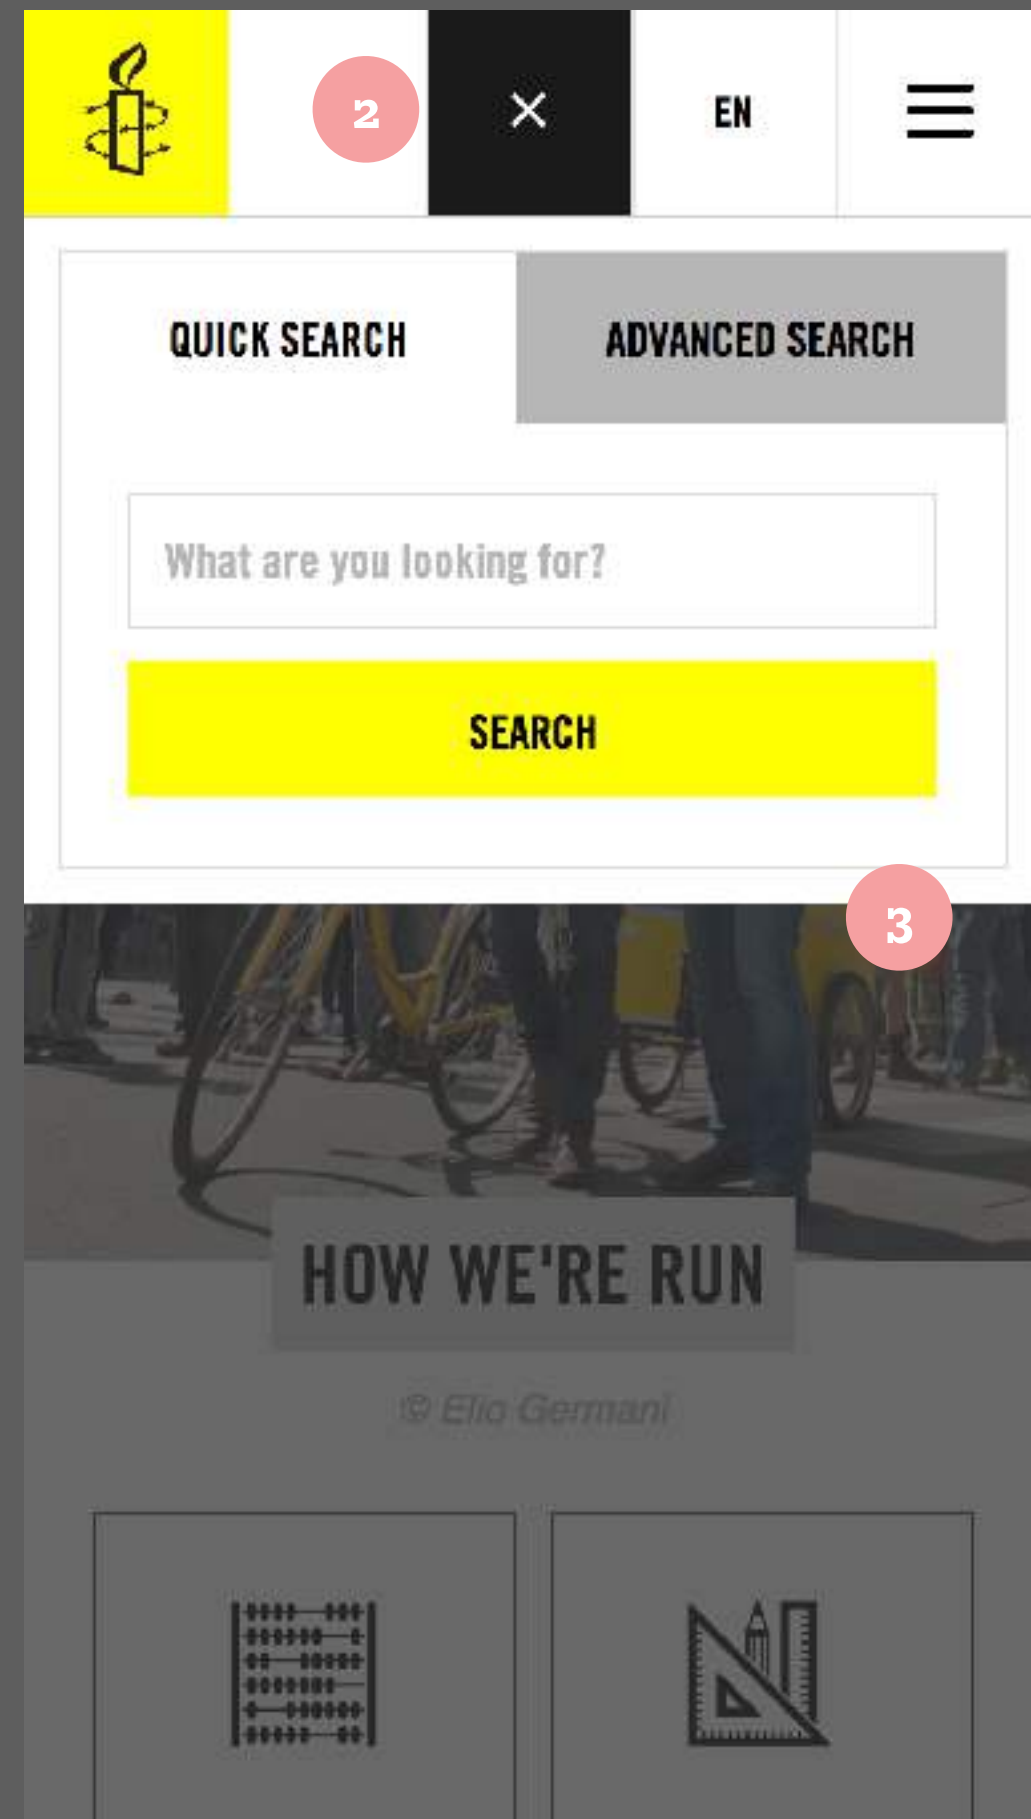 2
EN
QUICK SEARCH
ADVANCED SEARCH
What are you looking for?
SEARCH
3
HOW WE'RE RUN
© Elio Germani